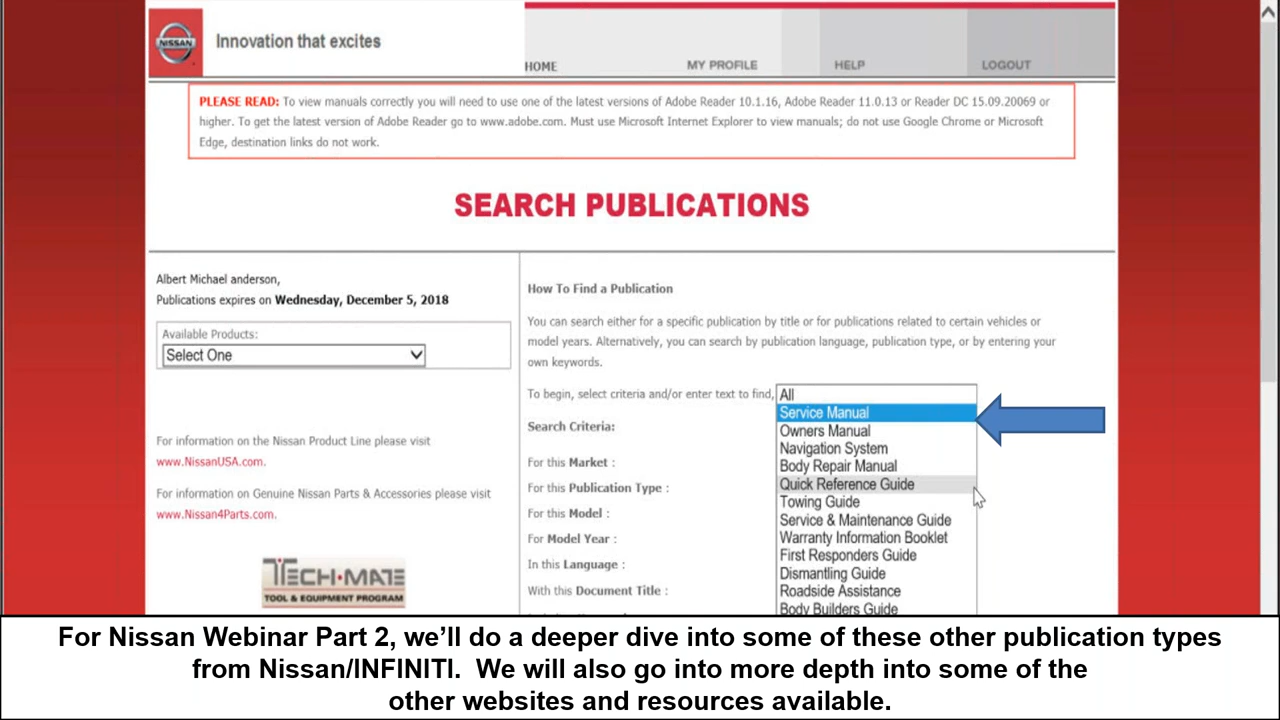 NISSAN
Innovation that excites
HOME
MY PROFILE
HELP
LOGOUT
PLEASE READ: To view manuals correctly you will need to use one of the latest versions of Adobe Reader 10.1.16, Adobe Reader 11.0.13 or Reader DC 15.09.20069 or
higher. To get the latest version of Adobe Reader go to www.adobe.com. Must use Microsoft Internet Explorer to view manuals; do not use Google Chrome or Microsoft
Edge, destination links do not work.
SEARCH PUBLICATIONS
Albert Michael anderson,
Publications expires on Wednesday, December 5, 2018
Available Products:
Select One
For information on the Nissan Product Line please visit
www.NissanUSA.com.
For information on Genuine Nissan Parts & Accessories please visit
www.Nissan4Parts.com.
TECH-MATE
TOOL & EQUIPMENT PROGRAM
How To Find a Publication
You can search either for a specific publication by title or for publications related to certain vehicles or
model years. Alternatively, you can search by publication language, publication type, or by entering your
own keywords.
To begin, select criteria and/or enter text to find,
Search Criteria:
For this Market :
For this Publication Type :
For this Model :
For Model Year :
In this Language :
With this Document Title :
All
Service Manual
Owners Manual
Navigation System
Body Repair Manual
Quick Reference Guide
Towing Guide
Service & Maintenance Guide
Warranty Information Booklet
First Responders Guide
Dismantling Guide
Roadside Assistance
Body Builders Guide
For Nissan Webinar Part 2, we’ll do a deeper dive into some of these other publication types
from Nissan/INFINITI. We will also go into more depth into some of the
other websites and resources available.